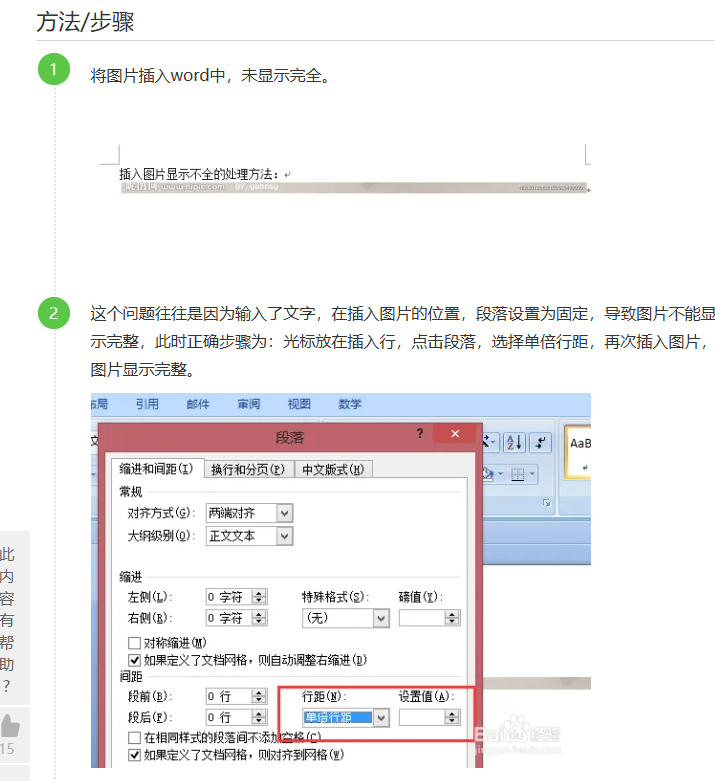 方法/步骤
1
将图片插入word中，未显示完全。
插入图片显示不全的处理方法：
昵图网 www.nipic.com
2
这个问题往往是因为输入了文字，在插入图片的位置，段落设置为固定，导致图片不能显
示完整，此时正确步骤为：光标放在插入行，点击段落，选择单倍行距，再次插入图片，
图片显示完整。
布局 引用 邮件 审阅 视图 数学
段落
? ×
AaB
缩进和间距(I) 换行和分页(P) 中文版式(H)
常规
对齐方式(G): 两端对齐
大纲级别(O): 正文文本
缩进
左侧(L): 0 字符 特殊格式(S): 磅值(Y):
右侧(R): 0 字符 (无)
对称缩进(M)
如果定义了文档网格，则自动调整右缩进(D)
间距
段前(B): 0 行 行距(N): 设置值(A):
段后(F): 0 行 单倍行距
在相同样式的段落间不添加空格(C)
如果定义了文档网格，则对齐到网格(W)
Baidu 经验
jingyan.baidu.com
此
内
容
有
帮
助
？
15